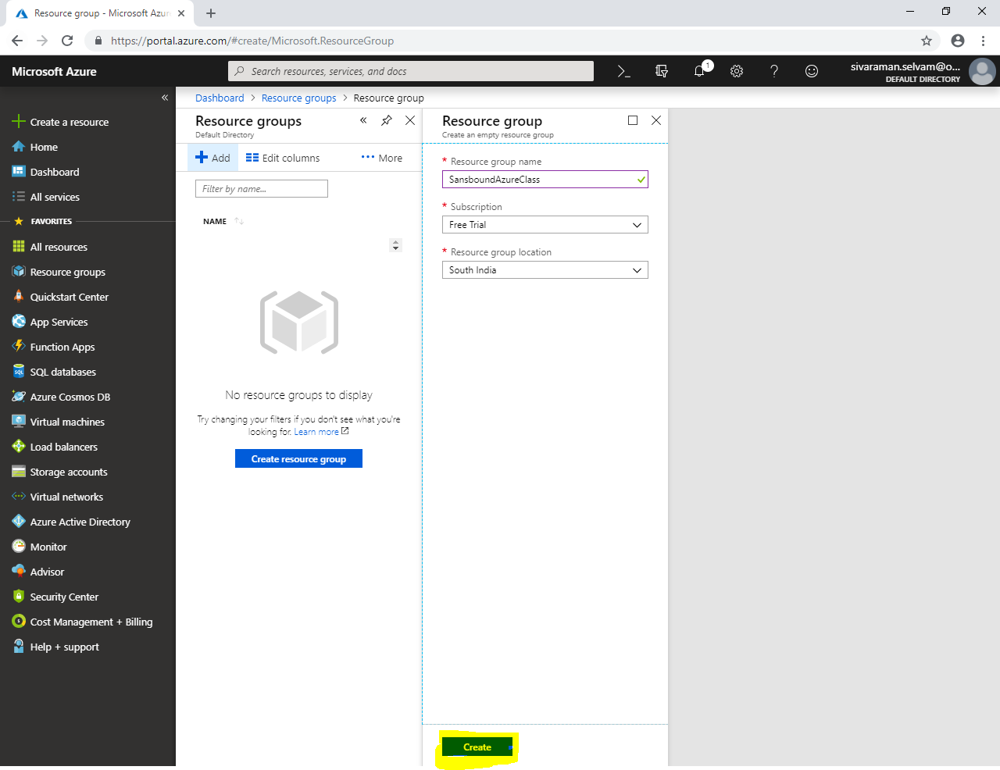 Resource group - Microsoft Azur
https://portal.azure.com/#create/Microsoft.ResourceGroup
Microsoft Azure
Search resources, services, and docs
1
sivaraman.selvam@o...
DEFAULT DIRECTORY
Create a resource
Home
Dashboard
All services
FAVORITES
All resources
Resource groups
Quickstart Center
App Services
Function Apps
SQL databases
Azure Cosmos DB
Virtual machines
Load balancers
Storage accounts
Virtual networks
Azure Active Directory
Monitor
Advisor
Security Center
Cost Management + Billing
Help + support
Dashboard > Resource groups > Resource group
Resource groups
Default Directory
Add
Edit columns
More
Filter by name...
NAME
No resource groups to display
Try changing your filters if you don't see what you're
looking for. Learn more
Create resource group
Resource group
Create an empty resource group
* Resource group name
SansboundAzureClass
* Subscription
Free Trial
* Resource group location
South India
Create